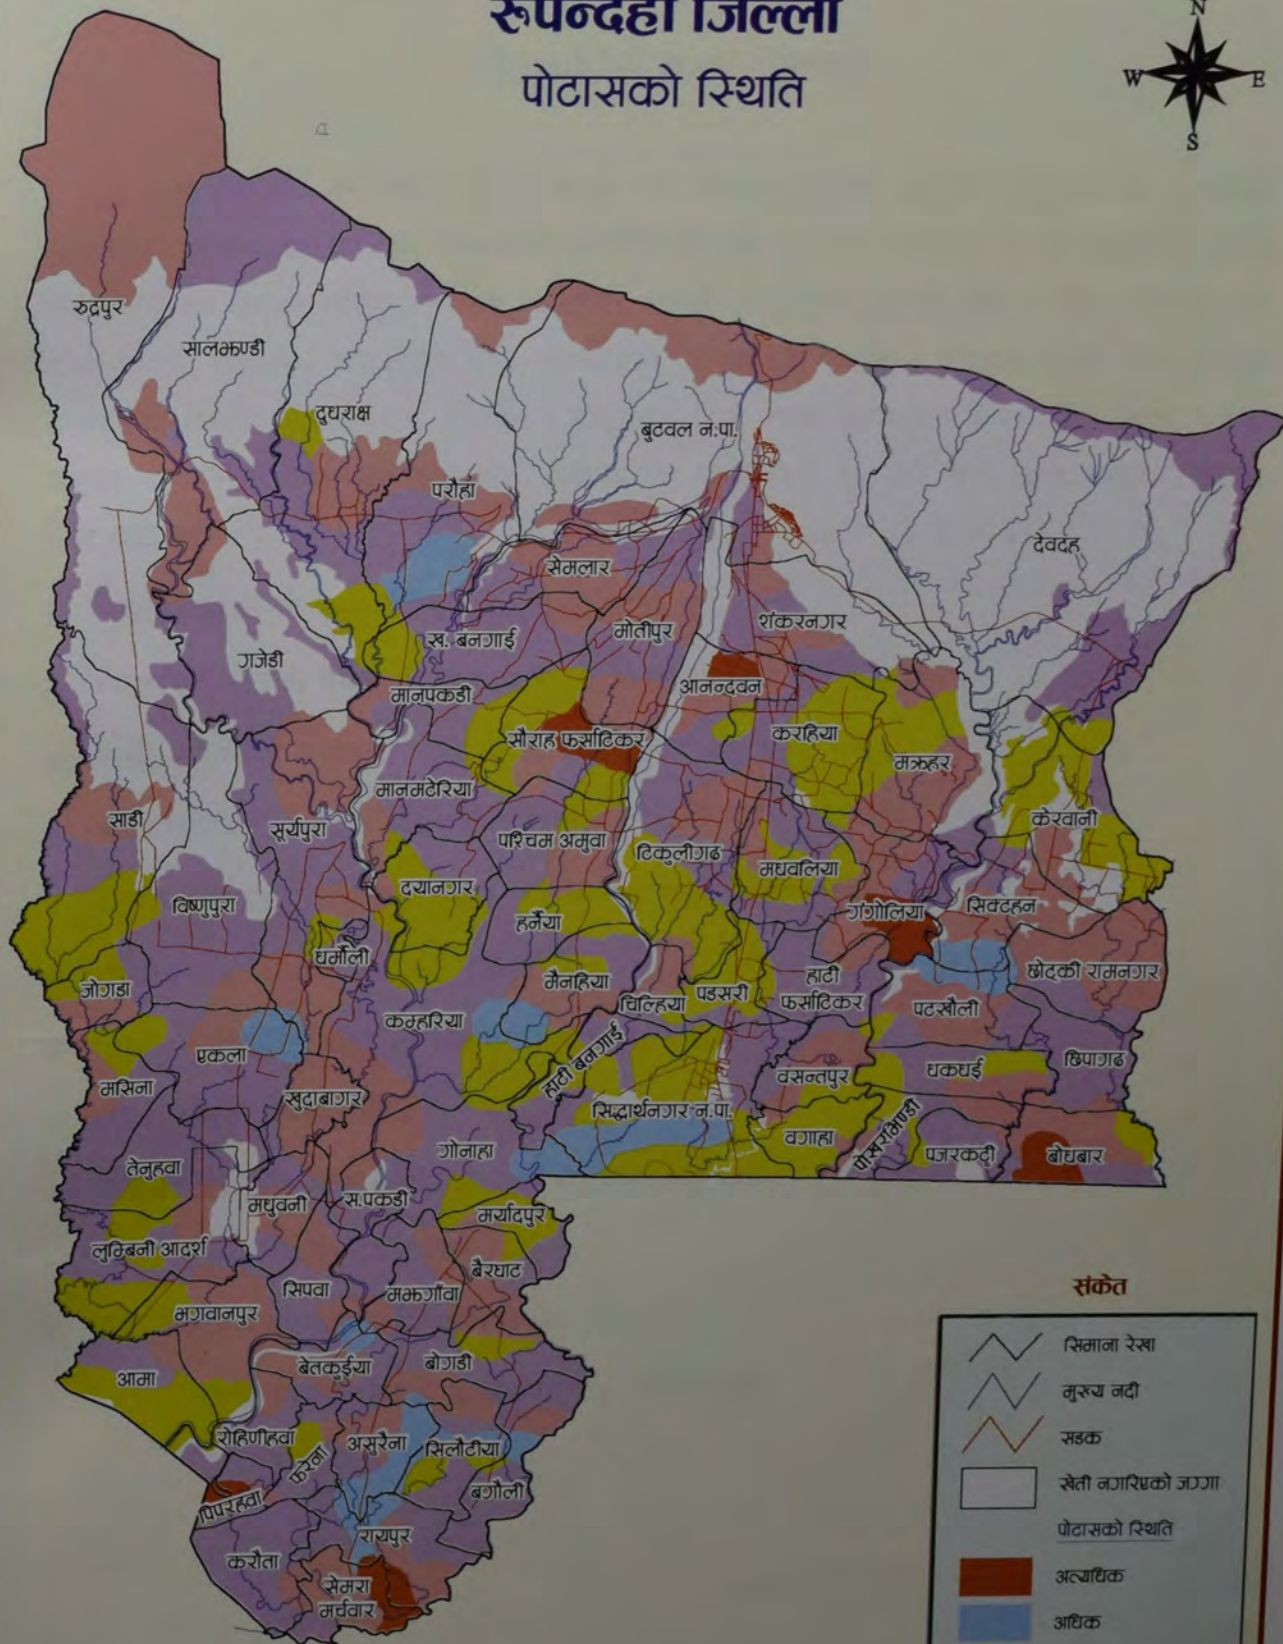 रुपन्देही जिल्ला
पोटासको स्थिति
N
W
E
S
रुद्रपुर
सालझण्डी
दुधराक्ष
बुटवल न.पा.
परौहा
देवदह
सेमलार
ख. बनगाई
मोतीपुर
शंकरनगर
गजेडी
मानपकडी
आनन्दवन
सौराह फर्साटिकर
करहिया
मक्रहर
मानमटेरिया
साडी
सूर्यपुरा
केरवानी
पश्चिम अमुवा
टिकुलीगढ
मधवलिया
दयानगर
विष्णुपुरा
हर्नैया
गंगोलिया
सिक्टहन
धर्मौली
मैनहिया
छोट्की रामनगर
जोगडा
चिल्हिया
पडसरी
हाटी
फर्साटिकर
पटखौली
कम्हरिया
एकला
हाटी बनगाई
वसन्तपुर
धकधई
छिपागढ
मसिना
खुदाबागर
सिद्धार्थनगर न.पा.
वगाहा
पोखरभिण्डी
पजरकट्टी
बोधबार
गोनाहा
तेनुहवा
मधुवनी
स.पकडी
मर्यादपुर
लुम्बिनी आदर्श
बैरघाट
सिपवा
मझगाँवा
भगवानपुर
बेतकुईया
बोगडी
आमा
रोहिणीहवा
फरेना
असुरैना
सिलौटीया
पिपरहवा
बगौली
रायपुर
करौता
सेमरा
मर्चवार
संकेत
सिमाना रेखा
मुख्य नदी
सडक
खेती नगरिएको जग्गा
पोटासको स्थिति
अत्यधिक
अधिक